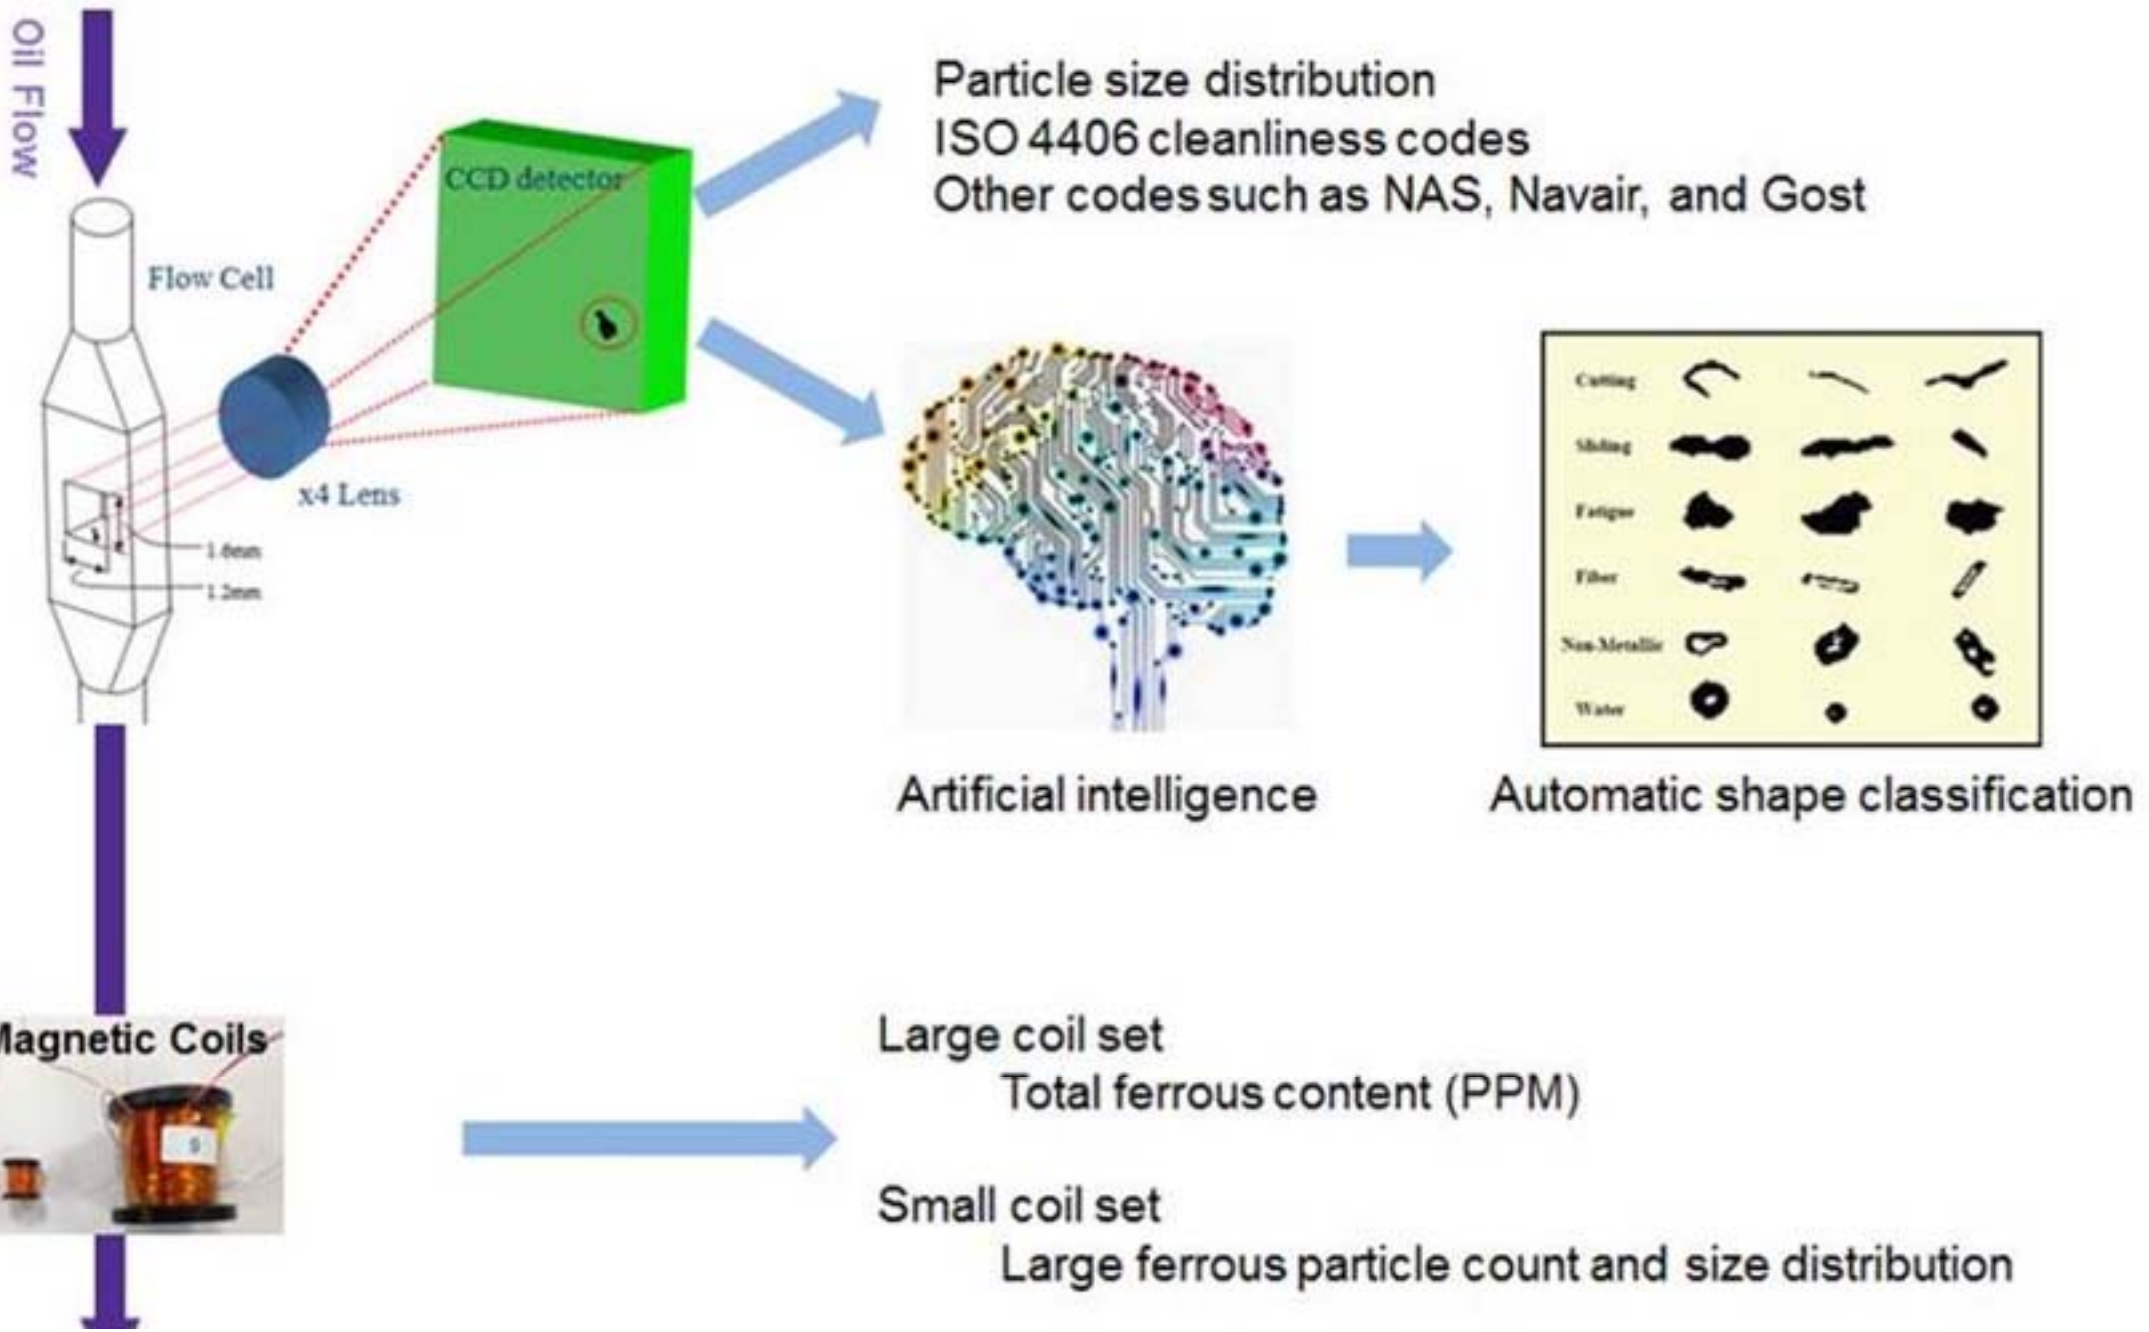 Oil Flow
CCD detector
Flow Cell
x4 Lens
1.6mm
1.2mm
Particle size distribution
ISO 4406 cleanliness codes
Other codes such as NAS, Navair, and Gost
Cutting
Sliding
Fatigue
Fiber
Non-Metallic
Water
Artificial intelligence
Automatic shape classification
Magnetic Coils
9
Large coil set
Total ferrous content (PPM)
Small coil set
Large ferrous particle count and size distribution